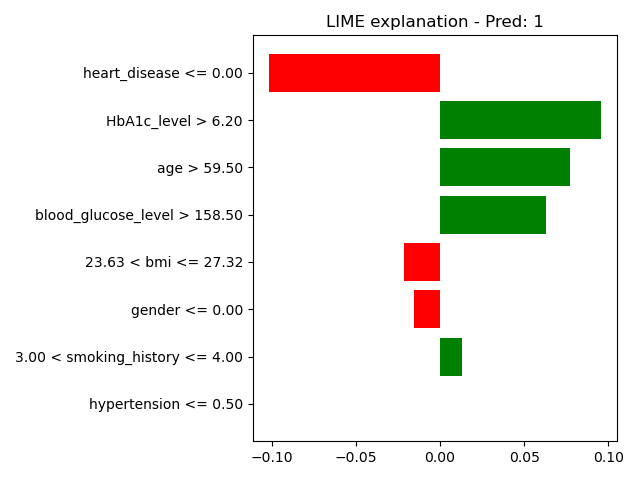 LIME explanation - Pred: 1
heart_disease <= 0.00
HbA1c_level > 6.20
age > 59.50
blood_glucose_level > 158.50
23.63 < bmi <= 27.32
gender <= 0.00
3.00 < smoking_history <= 4.00
hypertension <= 0.50
−0.10 −0.05 0.00 0.05 0.10